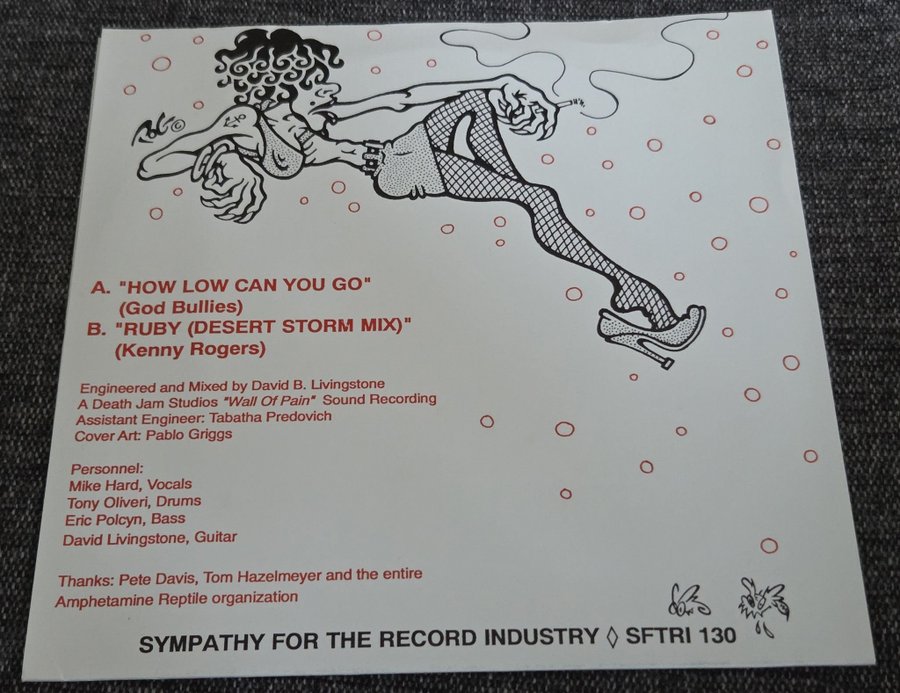 A. "HOW LOW CAN YOU GO"
(God Bullies)
B. "RUBY (DESERT STORM MIX)"
(Kenny Rogers)
Engineered and Mixed by David B. Livingstone
A Death Jam Studios "Wall Of Pain" Sound Recording
Assistant Engineer: Tabatha Predovich
Cover Art: Pablo Griggs
Personnel:
Mike Hard, Vocals
Tony Oliveri, Drums
Eric Polcyn, Bass
David Livingstone, Guitar
Thanks: Pete Davis, Tom Hazelmeyer and the entire
Amphetamine Reptile organization
SYMPATHY FOR THE RECORD INDUSTRY ◊ SFTRI 130